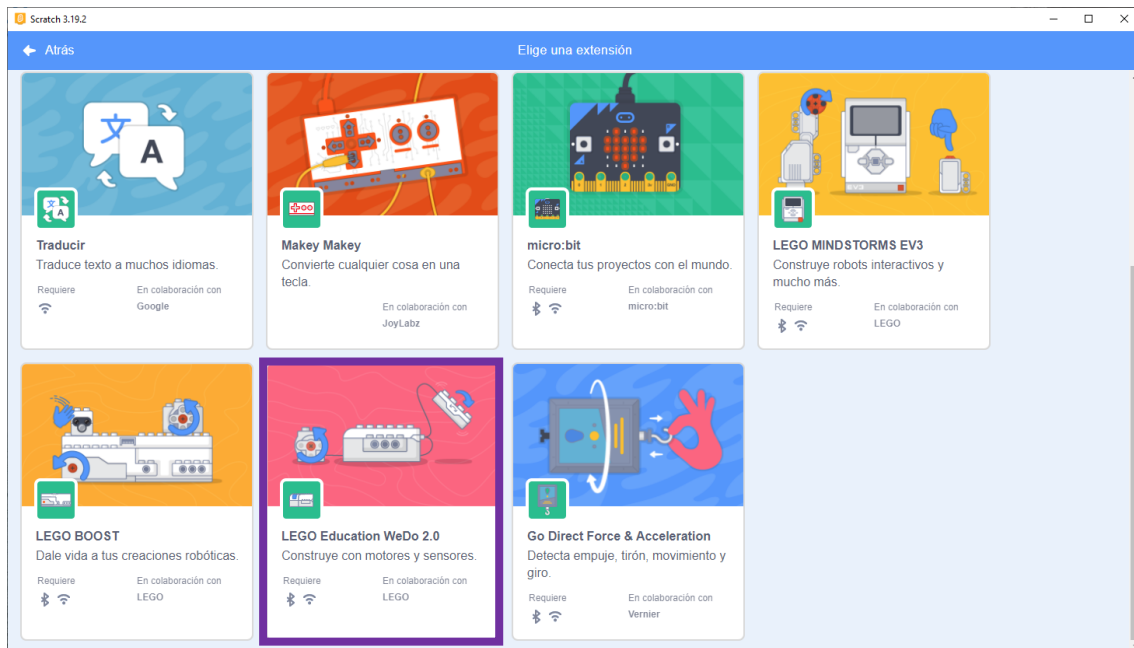 Scratch 3.19.2
Atrás
Elige una extensión
文
A
文
A
Traducir
Traduce texto a muchos idiomas.
Requiere
En colaboración con
Google
Makey Makey
Convierte cualquier cosa en una
tecla.
En colaboración con
JoyLabz
micro:bit
Conecta tus proyectos con el mundo.
Requiere
En colaboración con
micro:bit
EV3
LEGO MINDSTORMS EV3
Construye robots interactivos y
mucho más.
Requiere
En colaboración con
LEGO
LEGO BOOST
Dale vida a tus creaciones robóticas.
Requiere
En colaboración con
LEGO
LEGO Education WeDo 2.0
Construye con motores y sensores.
Requiere
En colaboración con
LEGO
Go Direct Force & Acceleration
Detecta empuje, tirón, movimiento y
giro.
Requiere
En colaboración con
Vernier